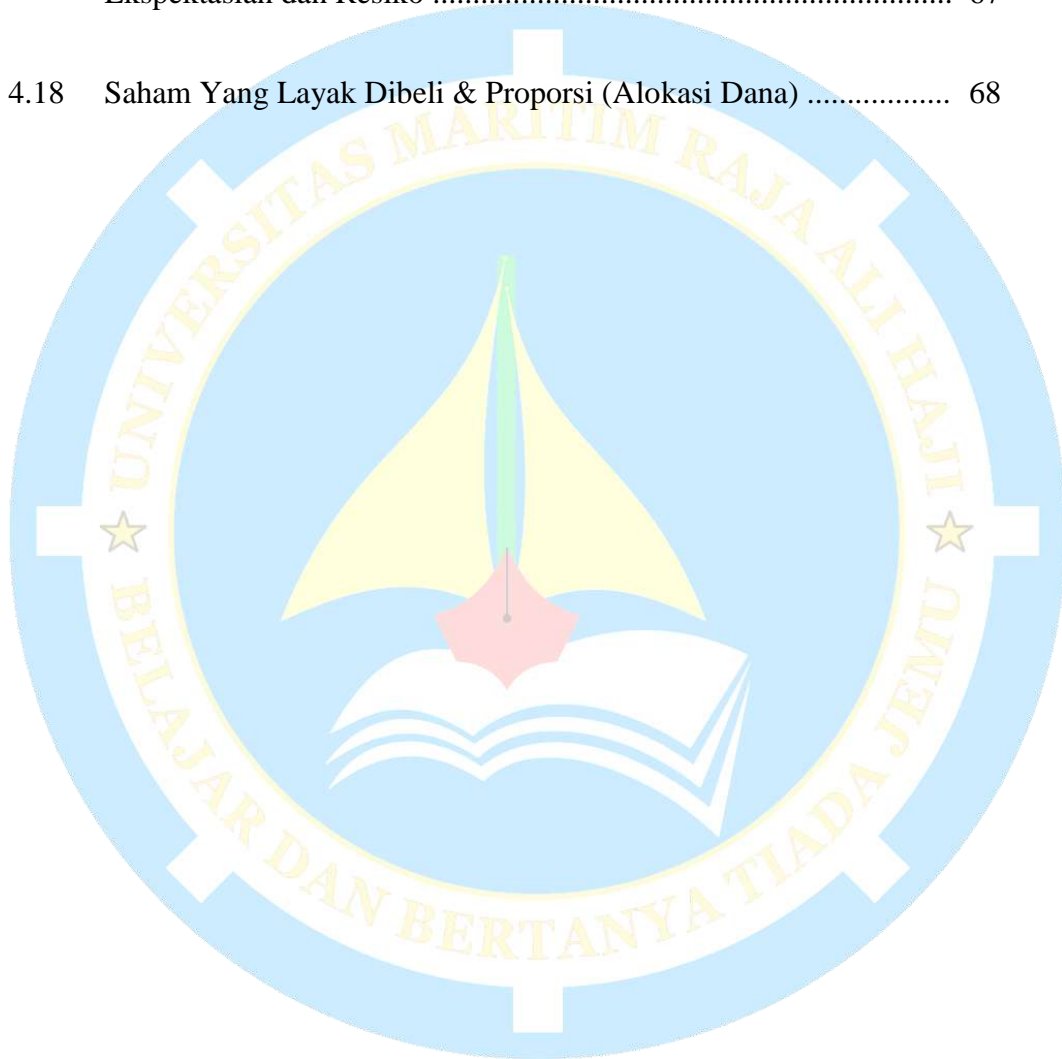 4.18 Saham Yang Layak Dibeli & Proporsi (Alokasi Dana) .................. 68
UNIVERSITAS MARITIM RAJA ALI HAJI
BELAJAR DAN BERTANYA TIADA JEMU